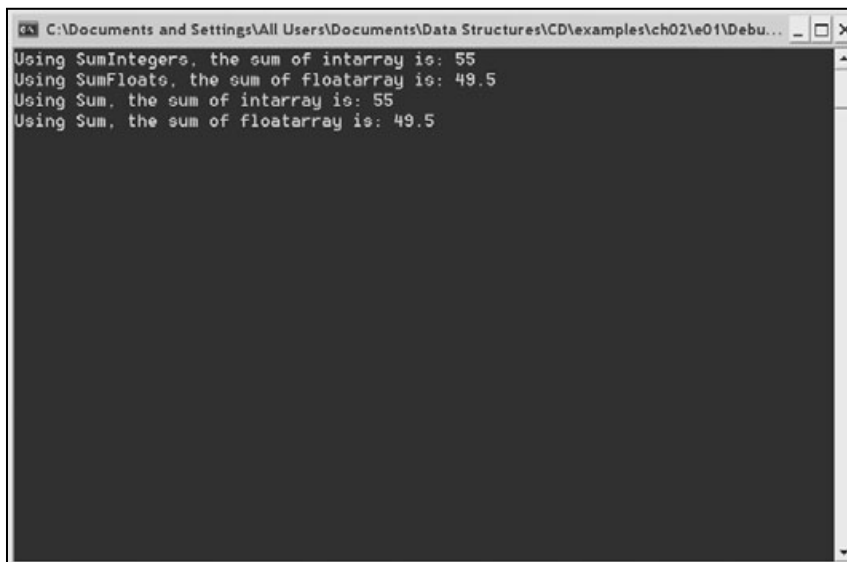 C:\Documents and Settings\All Users\Documents\Data Structures\CD\examples\ch02\e01\Debu...
Using SumIntegers, the sum of intarray is: 55
Using SumFloats, the sum of floatarray is: 49.5
Using Sum, the sum of intarray is: 55
Using Sum, the sum of floatarray is: 49.5